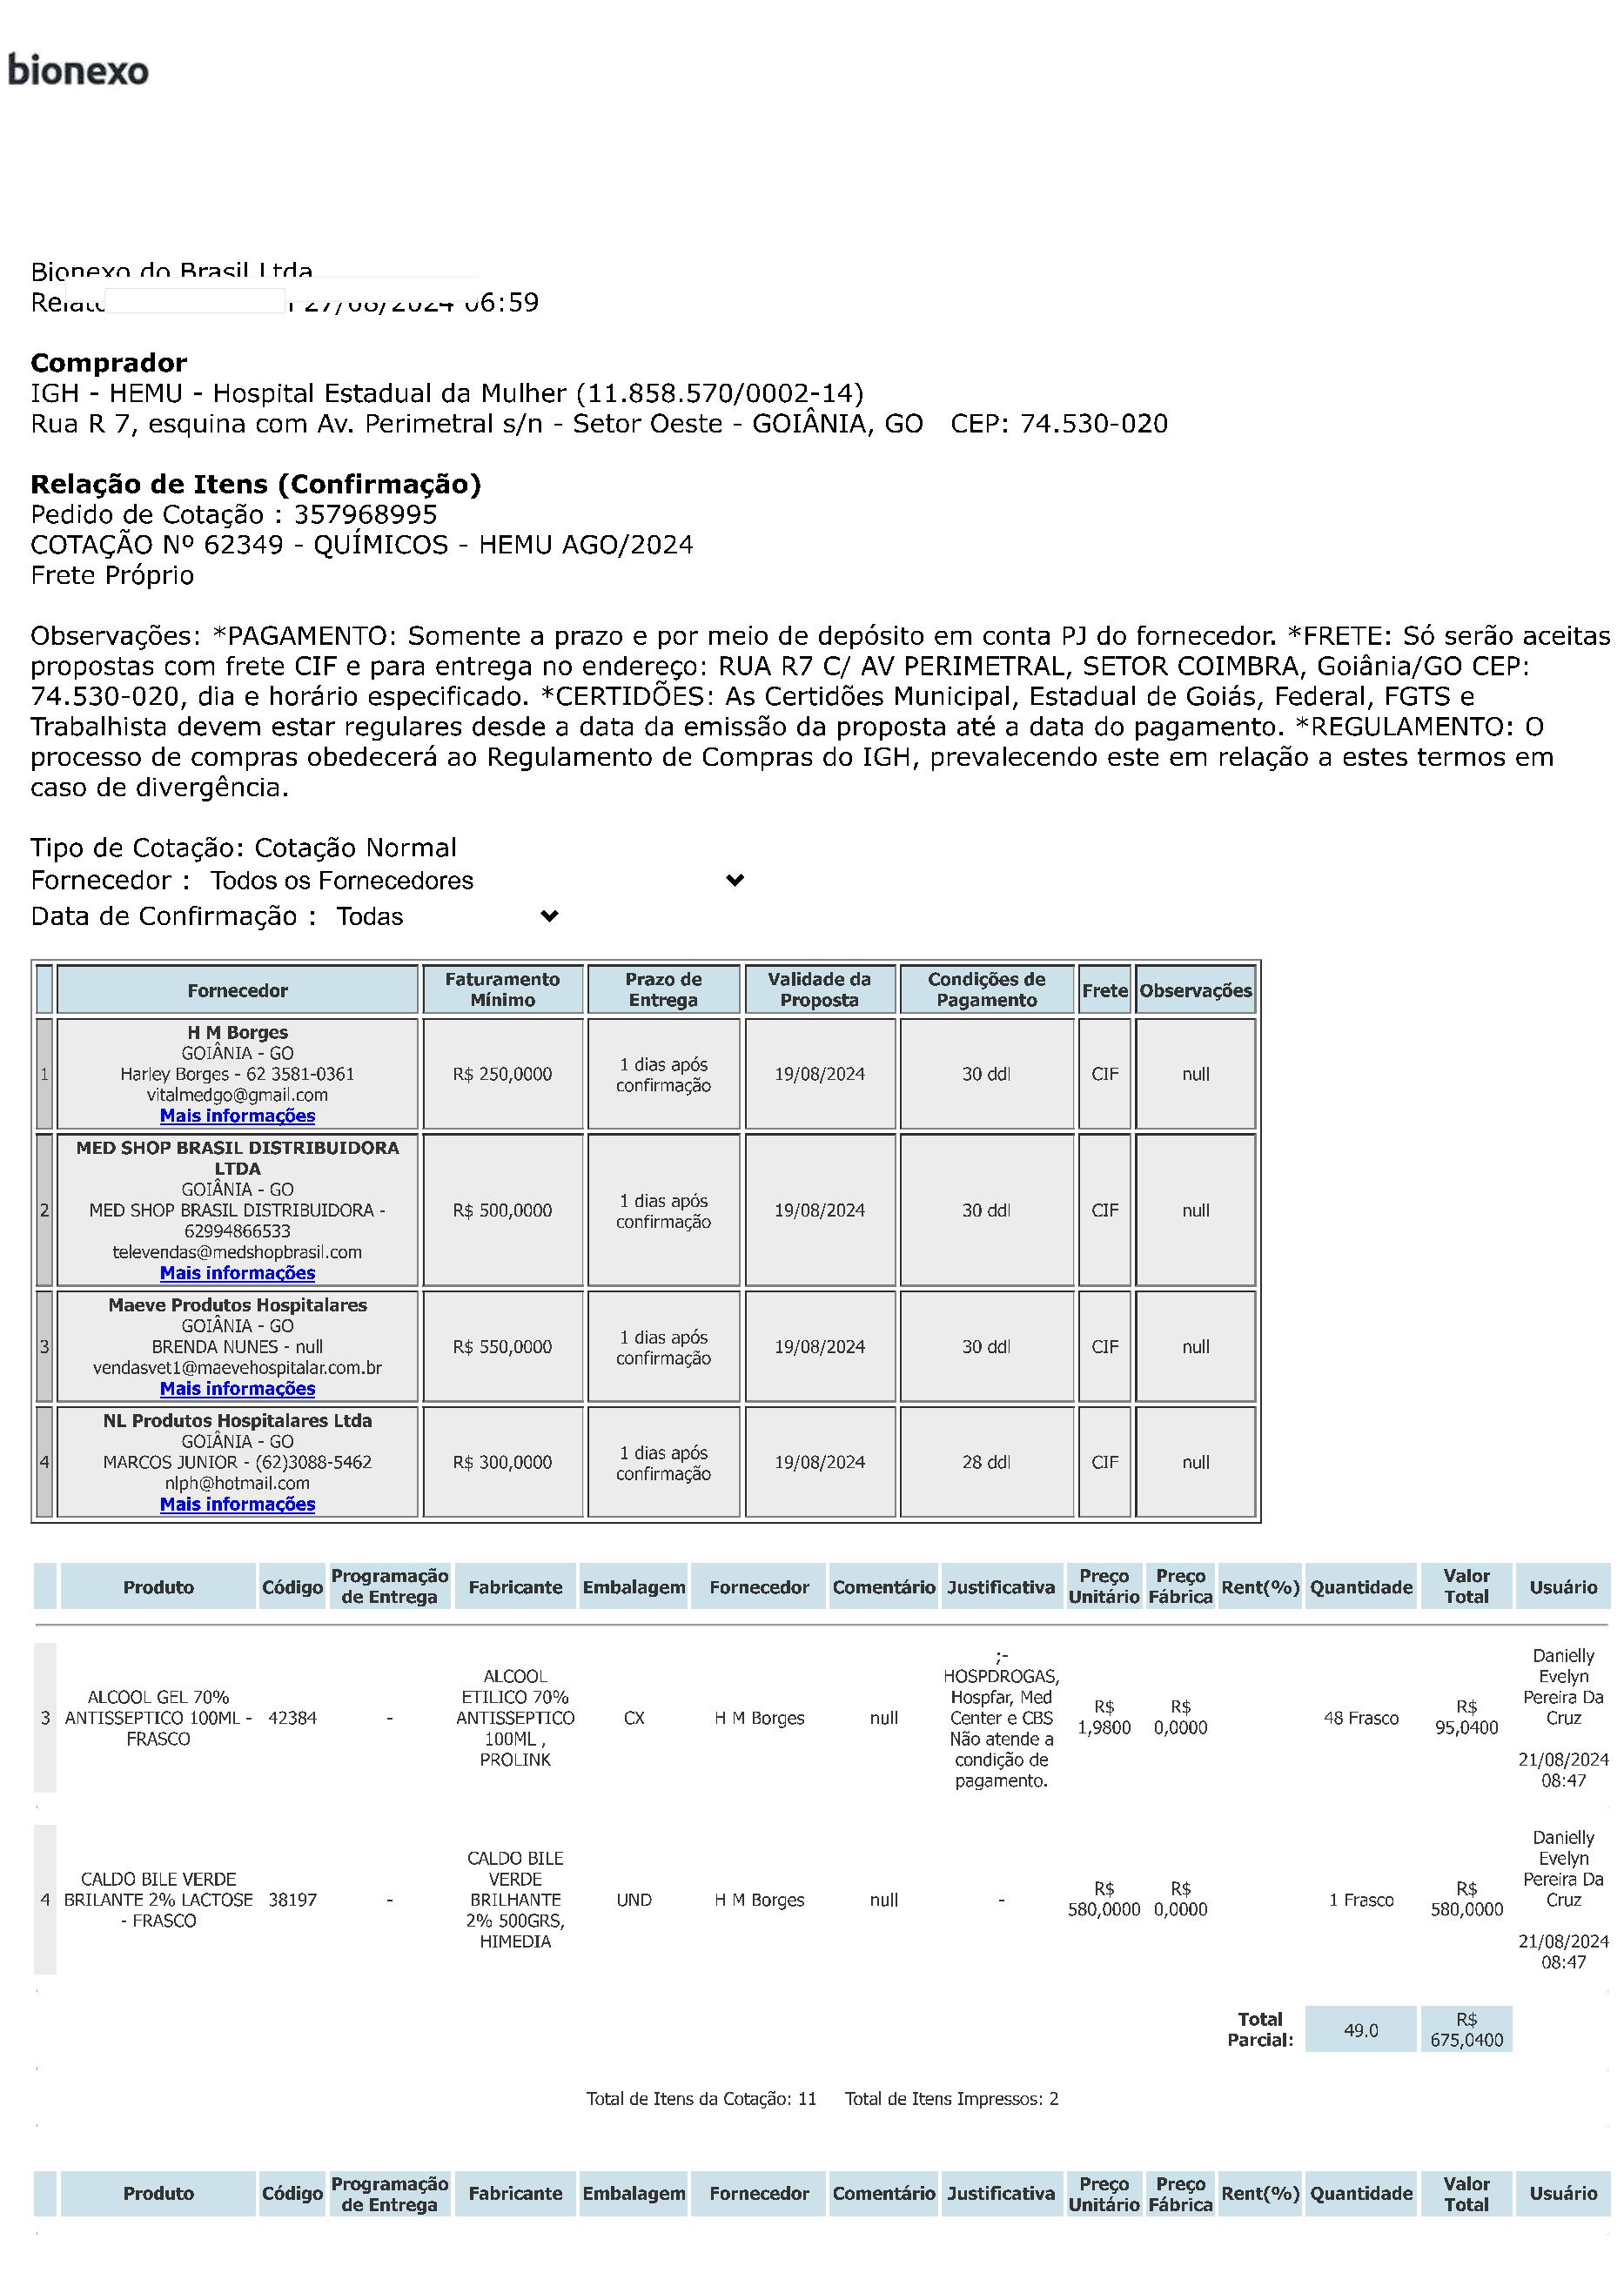 bionexo
Bionexo do Brasil Ltda
27/08/2024 06:59
Comprador
IGH - HEMU - Hospital Estadual da Mulher (11.858.570/0002-14)
Rua R 7, esquina com Av. Perimetral s/n - Setor Oeste - GOIÂNIA, GO CEP: 74.530-020
Relação de Itens (Confirmação)
Pedido de Cotação : 357968995
COTAÇÃO Nº 62349 - QUÍMICOS - HEMU AGO/2024
Frete Próprio
Observações: *PAGAMENTO: Somente a prazo e por meio de depósito em conta PJ do fornecedor. *FRETE: Só serão aceitas
propostas com frete CIF e para entrega no endereço: RUA R7 C/ AV PERIMETRAL, SETOR COIMBRA, Goiânia/GO CEP:
74.530-020, dia e horário especificado. *CERTIDÕES: As Certidões Municipal, Estadual de Goiás, Federal, FGTS e
Trabalhista devem estar regulares desde a data da emissão da proposta até a data do pagamento. *REGULAMENTO: O
processo de compras obedecerá ao Regulamento de Compras do IGH, prevalecendo este em relação a estes termos em
caso de divergência.
Tipo de Cotação: Cotação Normal
Fornecedor : Todos os Fornecedores
Data de Confirmação : Todas
Fornecedor Faturamento Mínimo Prazo de Entrega Validade da Proposta Condições de Pagamento Frete Observações
1 H M Borges
GOIÂNIA - GO
Harley Borges - 62 3581-0361
vitalmedgo@gmail.com
Mais informações
R$ 250,0000 1 dias após confirmação 19/08/2024 30 ddl CIF null
2 MED SHOP BRASIL DISTRIBUIDORA
LTDA
GOIÂNIA - GO
MED SHOP BRASIL DISTRIBUIDORA -
62994866533
televendas@medshopbrasil.com
Mais informações
R$ 500,0000 1 dias após confirmação 19/08/2024 30 ddl CIF null
3 Maeve Produtos Hospitalares
GOIÂNIA - GO
BRENDA NUNES - null
vendasvet1@maevehospitalar.com.br
Mais informações
R$ 550,0000 1 dias após confirmação 19/08/2024 30 ddl CIF null
4 NL Produtos Hospitalares Ltda
GOIÂNIA - GO
MARCOS JUNIOR - (62)3088-5462
nlph@hotmail.com
Mais informações
R$ 300,0000 1 dias após confirmação 19/08/2024 28 ddl CIF null
Produto Código Programação de Entrega Fabricante Embalagem Fornecedor Comentário Justificativa Preço Unitário Preço Fábrica Rent(%) Quantidade Valor Total Usuário
3 ALCOOL GEL 70% ANTISSEPTICO 100ML - FRASCO 42384 - ALCOOL ETILICO 70% ANTISSEPTICO 100ML , PROLINK CX H M Borges null ;- HOSPDROGAS, Hospfar, Med Center e CBS Não atende a condição de pagamento. R$ 1,9800 R$ 0,0000 48 Frasco R$ 95,0400 Danielly Evelyn Pereira Da Cruz 21/08/2024 08:47
4 CALDO BILE VERDE BRILANTE 2% LACTOSE - FRASCO 38197 - CALDO BILE VERDE BRILHANTE 2% 500GRS, HIMEDIA UND H M Borges null - R$ 580,0000 R$ 0,0000 1 Frasco R$ 580,0000 Danielly Evelyn Pereira Da Cruz 21/08/2024 08:47
Total Parcial: 49.0 R$ 675,0400
Total de Itens da Cotação: 11 Total de Itens Impressos: 2
Produto Código Programação de Entrega Fabricante Embalagem Fornecedor Comentário Justificativa Preço Unitário Preço Fábrica Rent(%) Quantidade Valor Total Usuário